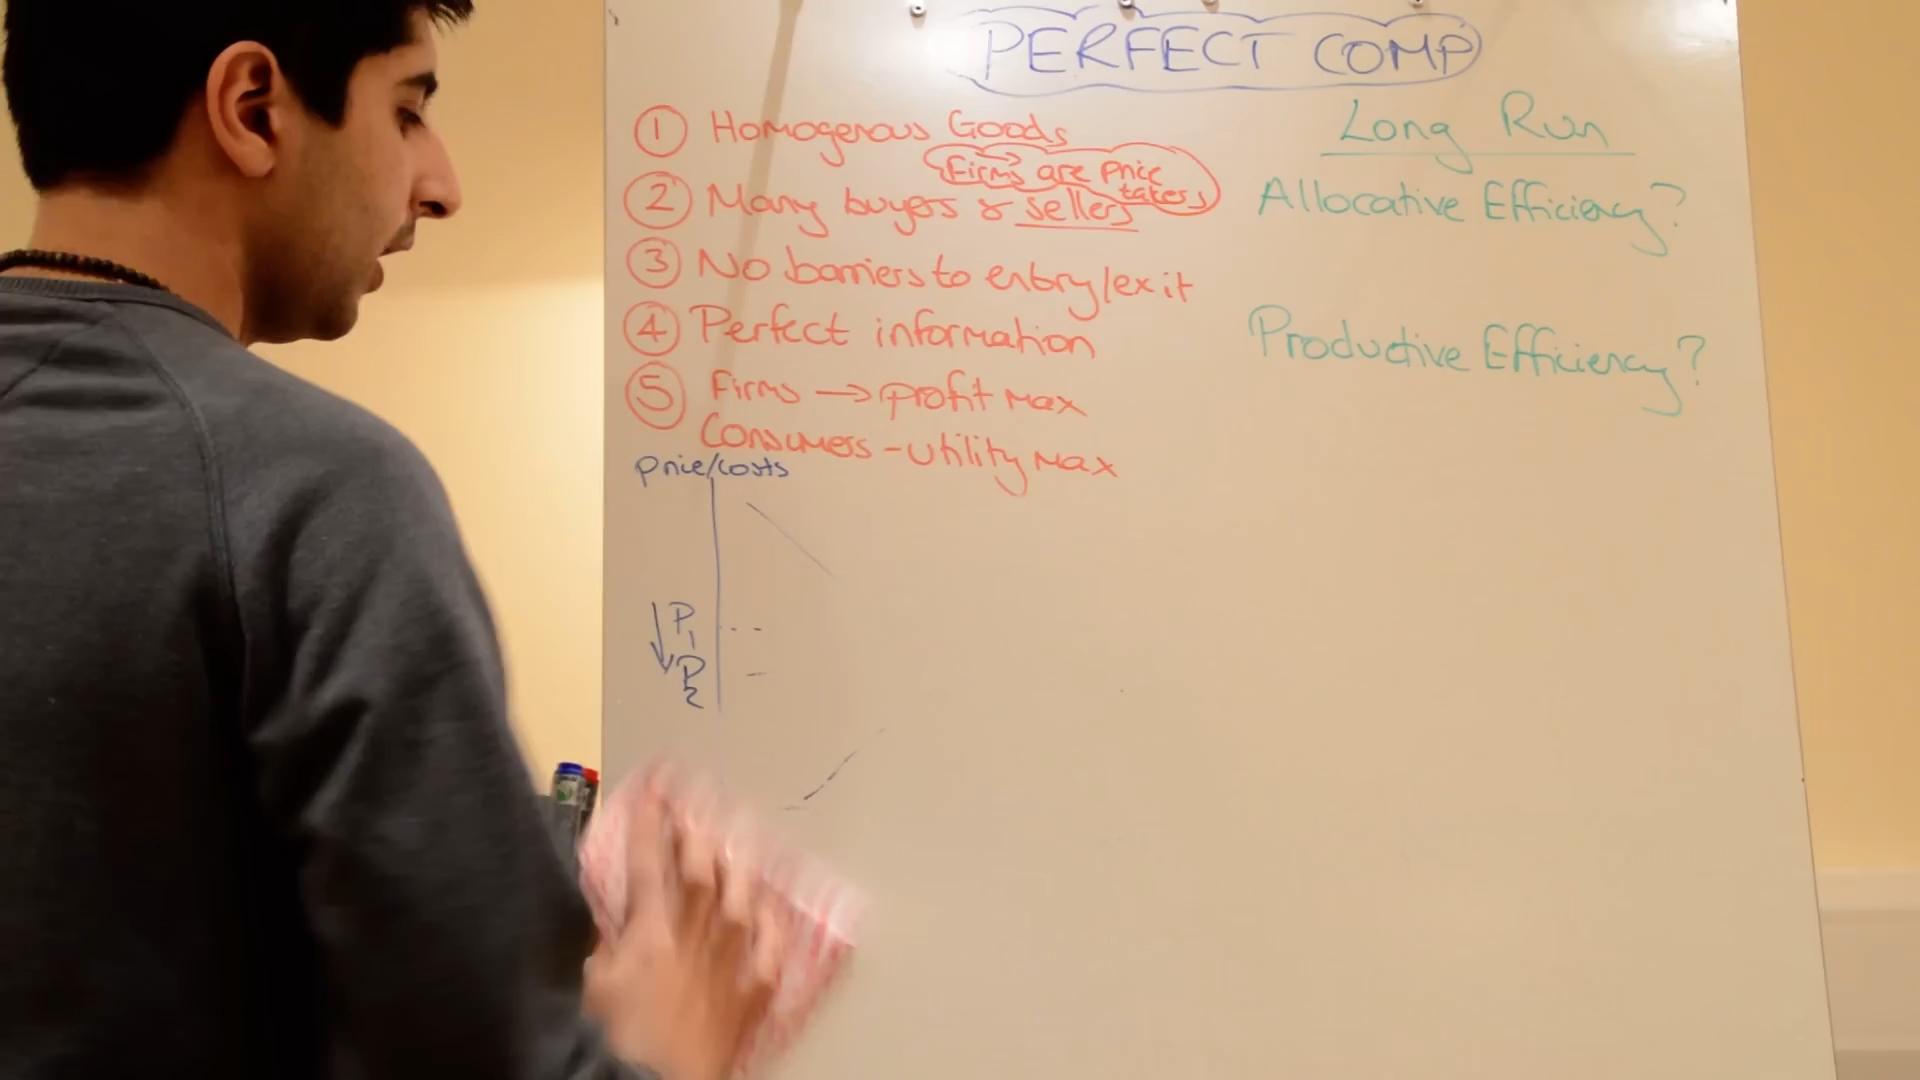 PERFECT COMP
1 Homogenous Goods
Firms are price
takers
2 Many buyers & sellers
3 No barriers to entry/exit
4 Perfect information
5 Firms → profit max
Consumers - utility max
price/costs
P1
P2
Long Run
Allocative Efficiency?
Productive Efficiency?